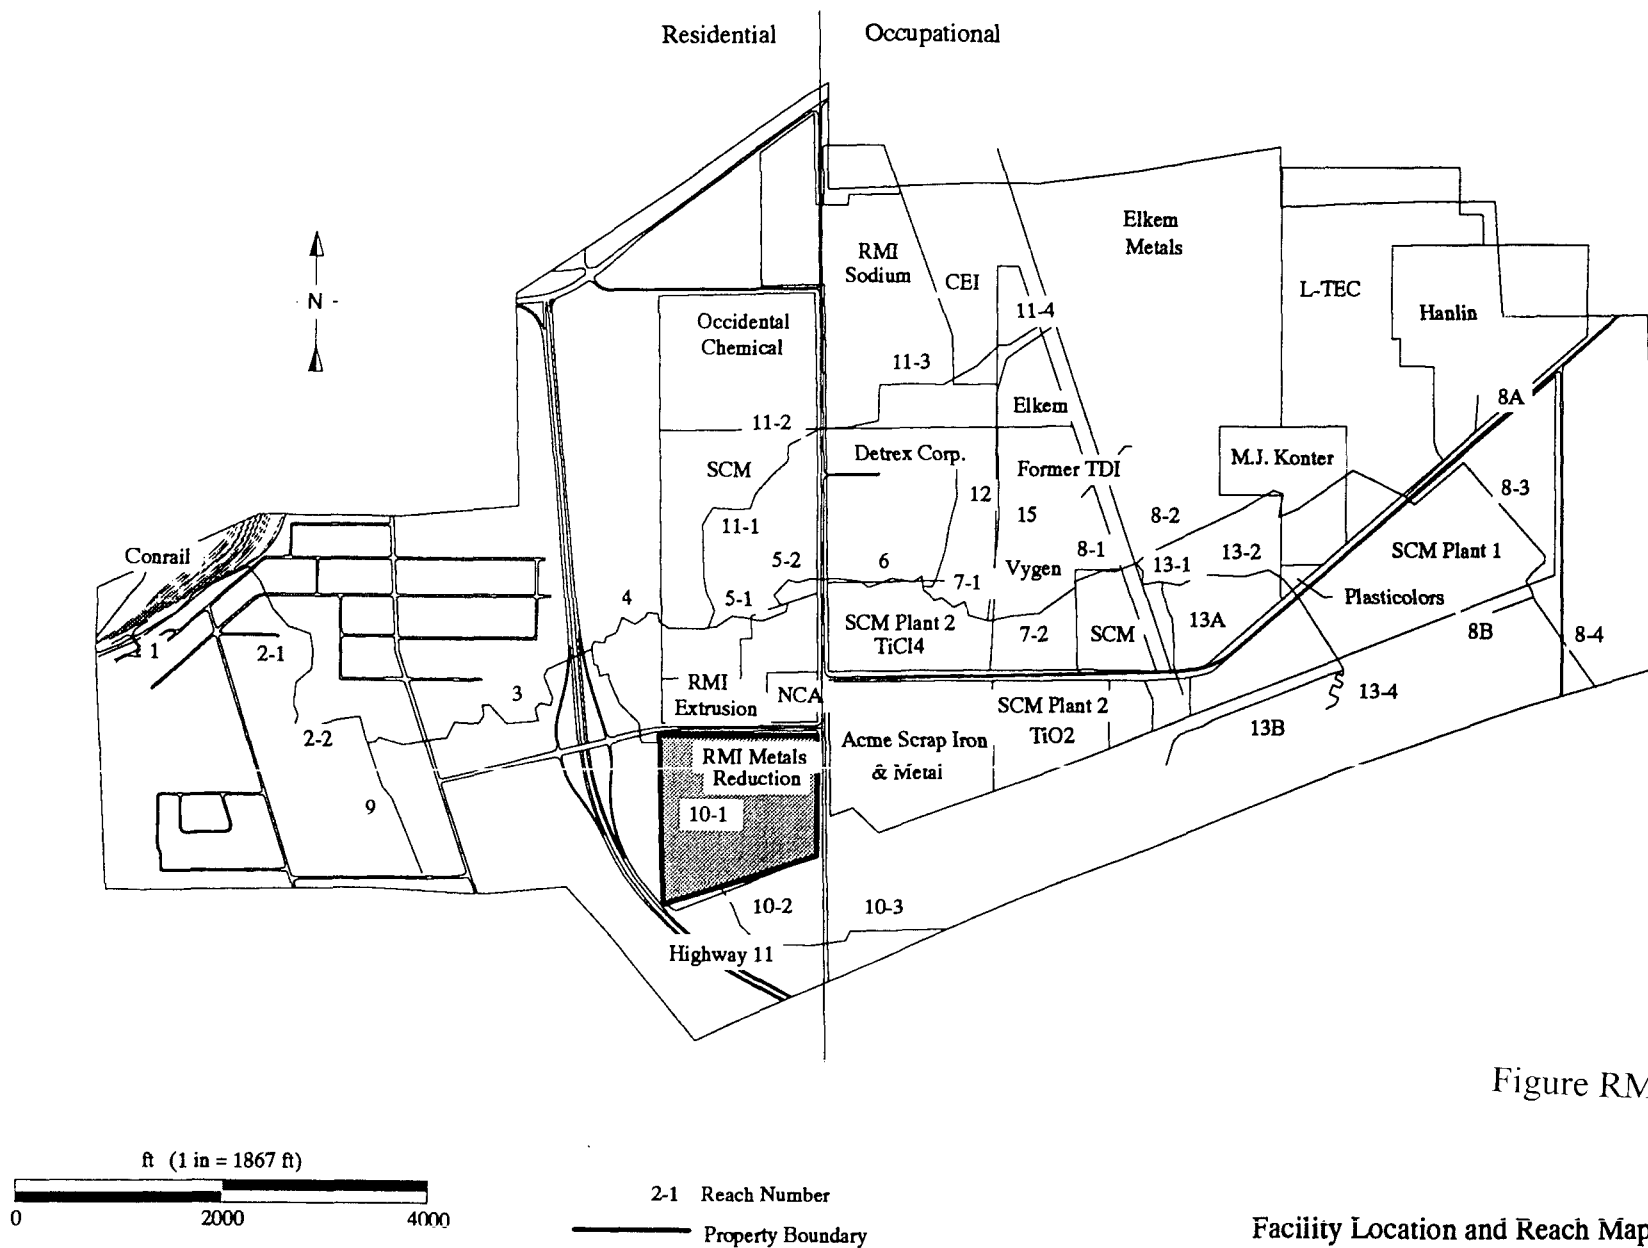 Residential
Occupational
N
Elkem
Metals
RMI
Sodium
CEI
L-TEC
Hanlin
11-4
Occidental
Chemical
11-3
Elkem
8A
11-2
Detrex Corp.
Former TDI
M.J. Konter
SCM
12
15
8-3
11-1
8-2
SCM Plant 1
Conrail
5-2
6
7-1
Vygen
8-1
13-1
13-2
Plasticolors
4
5-1
SCM Plant 2
TiCl4
7-2
SCM
13A
8B
8-4
1
2-1
3
RMI
Extrusion
NCA
SCM Plant 2
TiO2
13-4
13B
2-2
RMI Metals
Reduction
Acme Scrap Iron
& Metal
9
10-1
10-2
10-3
Highway 11
Figure RM
ft (1 in = 1867 ft)
0 2000 4000
2-1 Reach Number
Property Boundary
Facility Location and Reach Map